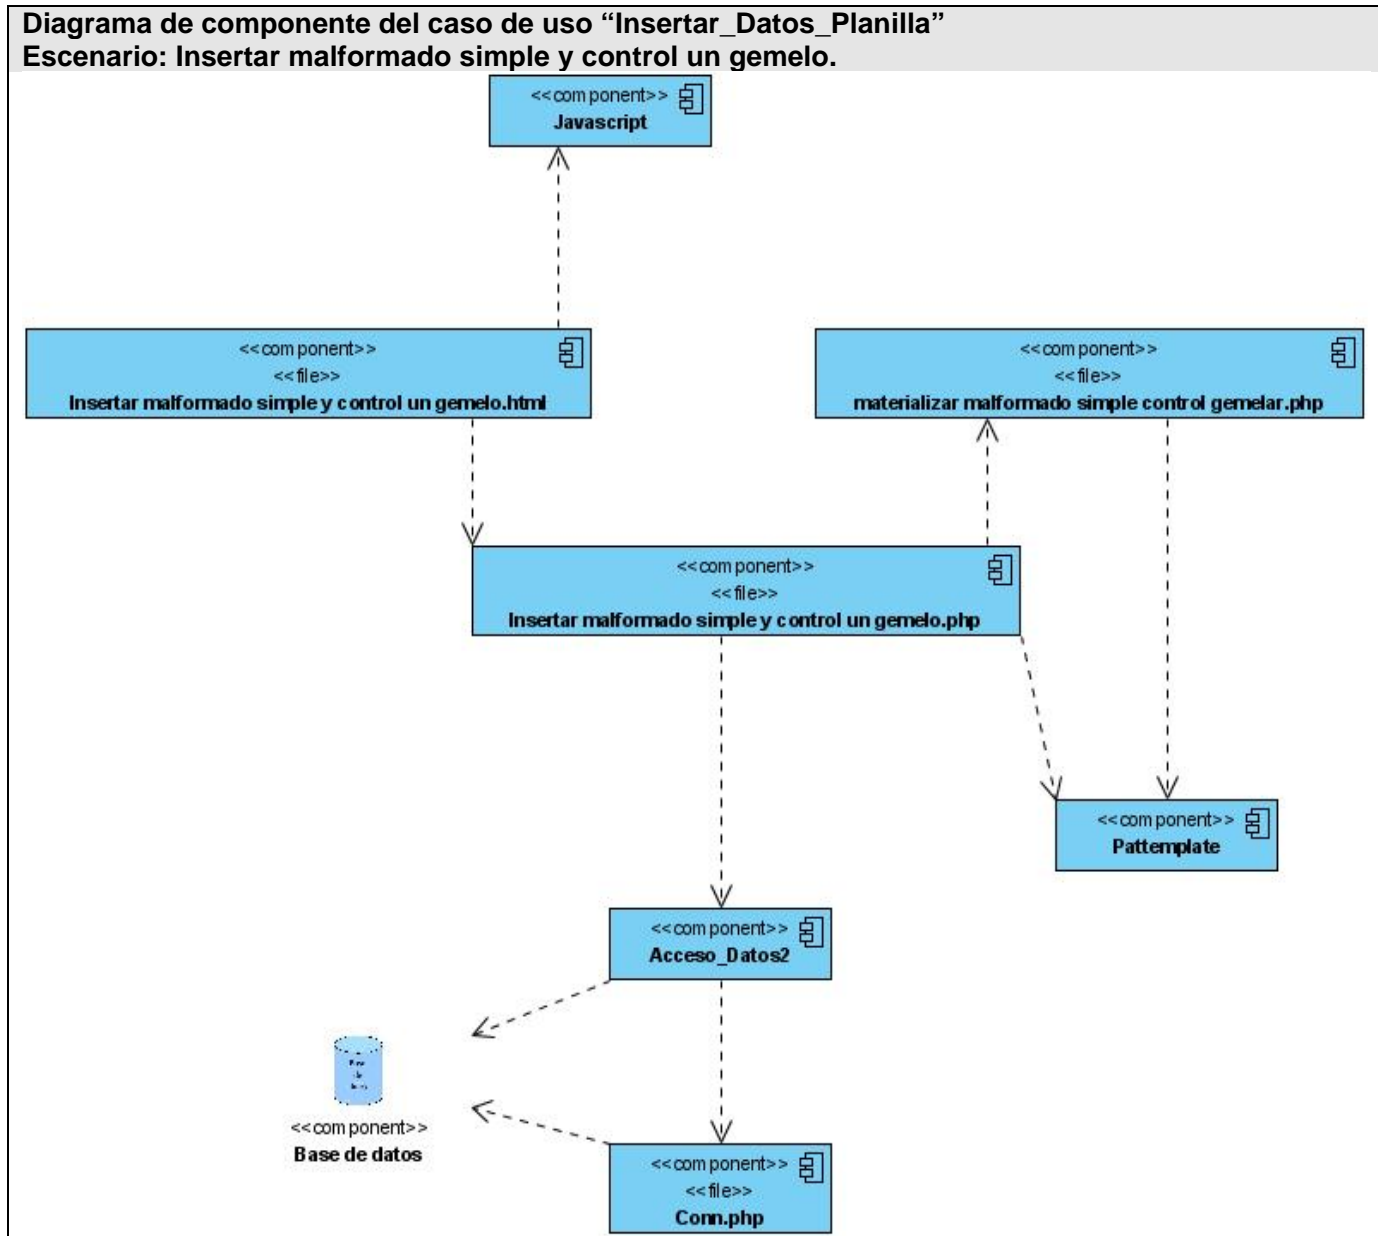 Diagrama de componente del caso de uso “Insertar_Datos_Planilla”
Escenario: Insertar malformado simple y control un gemelo.
<<component>>
Javascript
<<component>>
<<file>>
Insertar malformado simple y control un gemelo.html
<<component>>
<<file>>
materializar malformado simple control gemelar.php
<<component>>
<<file>>
Insertar malformado simple y control un gemelo.php
<<component>>
Pattemplate
<<component>>
Acceso_Datos2
<<component>>
Base de datos
<<component>>
<<file>>
Conn.php